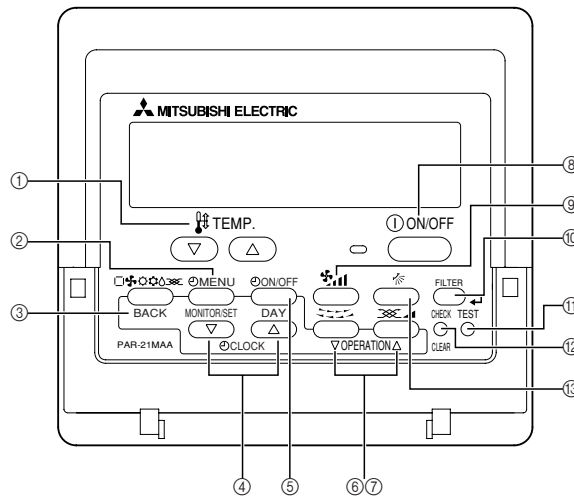 MITSUBISHI ELECTRIC
① TEMP. ON/OFF ⑧
⑨
② MENU ON/OFF FILTER ⑩
③ BACK MONITOR/SET DAY CHECK TEST ⑪
PAR-21MAA CLOCK OPERATION CLEAR ⑫
⑬
④ ⑤ ⑥⑦